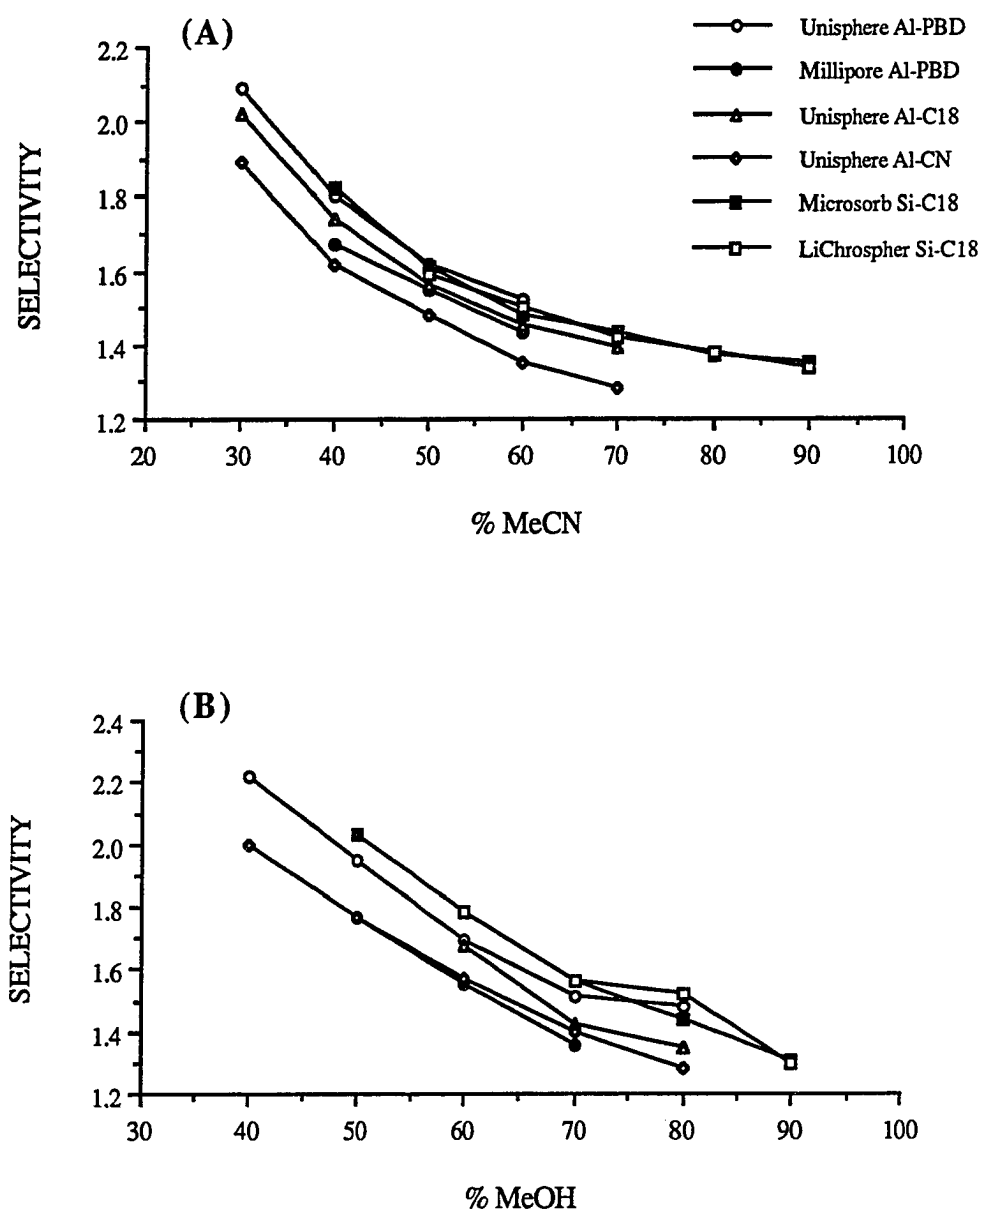 (A)
Unisphere Al-PBD
Millipore Al-PBD
Unisphere Al-C18
Unisphere Al-CN
Microsorb Si-C18
LiChrospher Si-C18
SELECTIVITY
2.2
2.0
1.8
1.6
1.4
1.2
20 30 40 50 60 70 80 90 100
% MeCN
(B)
SELECTIVITY
2.4
2.2
2.0
1.8
1.6
1.4
1.2
30 40 50 60 70 80 90 100
% MeOH